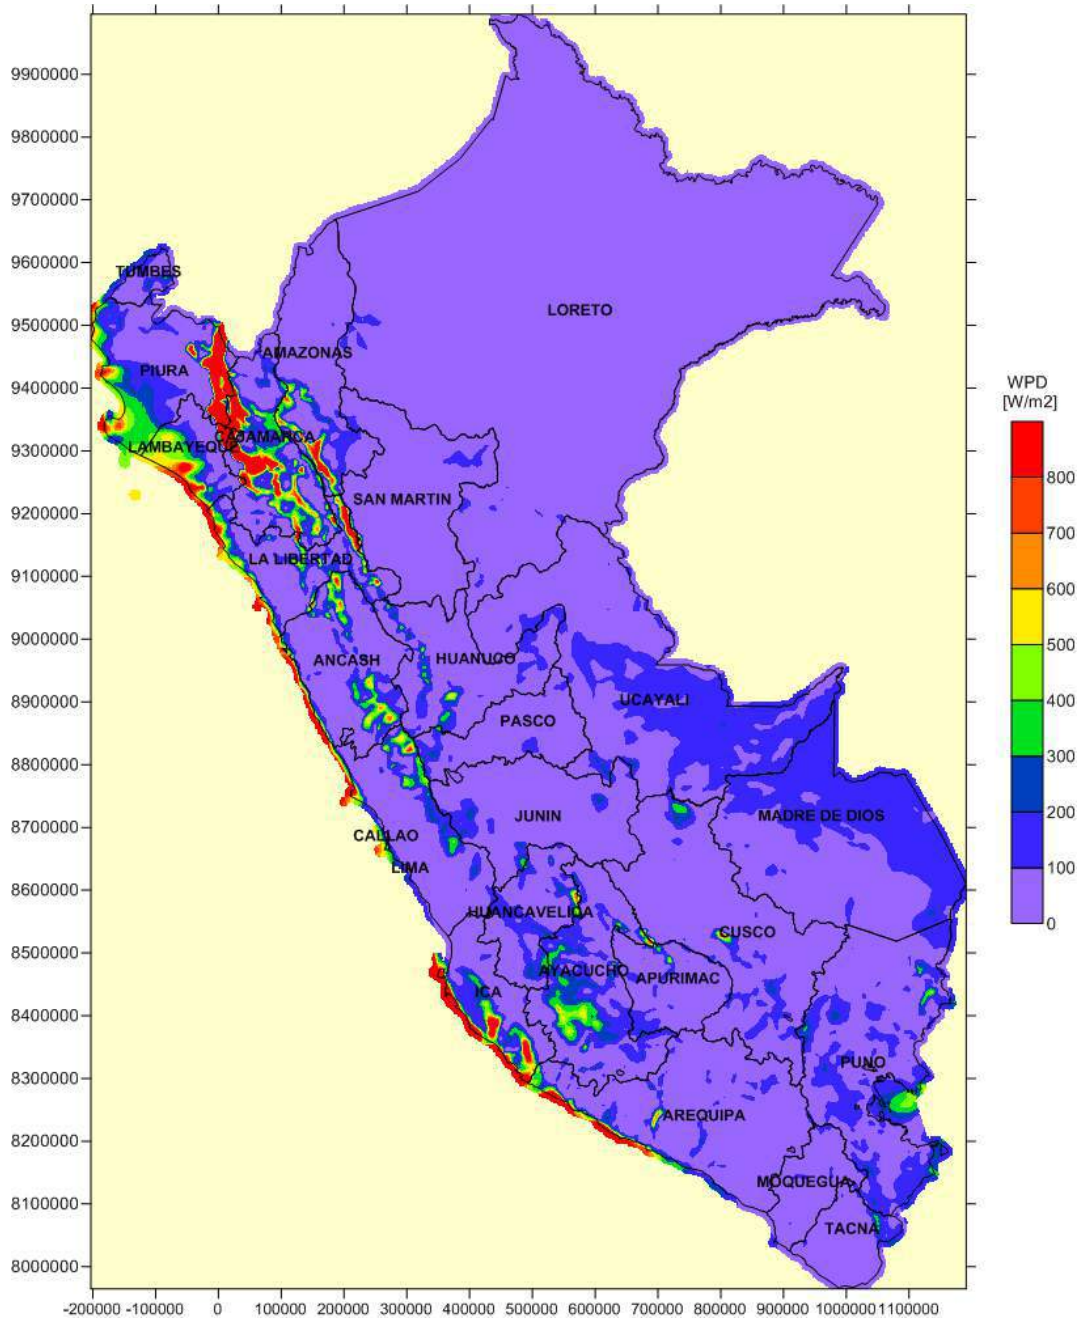 9900000
9800000
9700000
9600000
9500000
9400000
9300000
9200000
9100000
9000000
8900000
8800000
8700000
8600000
8500000
8400000
8300000
8200000
8100000
8000000
TUMBES
LORETO
AMAZONAS
PIURA
CAJAMARCA
LAMBAYEQUE
SAN MARTIN
LA LIBERTAD
ANCASH
HUANUCO
UCAYALI
PASCO
JUNIN
MADRE DE DIOS
CALLAO
LIMA
HUANCAVELICA
CUSCO
AYACUCHO
APURIMAC
ICA
PUNO
AREQUIPA
MOQUEGUA
TACNA
WPD
[W/m2]
800
700
600
500
400
300
200
100
0
-200000 -100000 0 100000 200000 300000 400000 500000 600000 700000 800000 900000 1000000 1100000